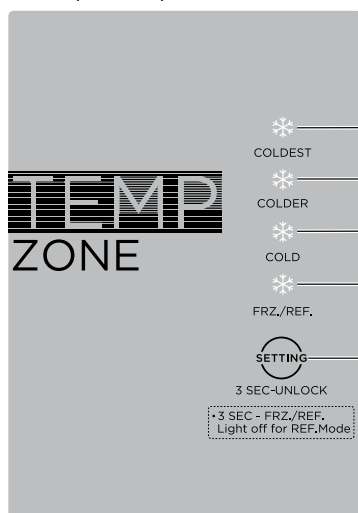 TEMP
ZONE
COLDEST
COLDER
COLD
FRZ./REF.
SETTING
3 SEC-UNLOCK
•3 SEC - FRZ./REF.
Light off for REF.Mode